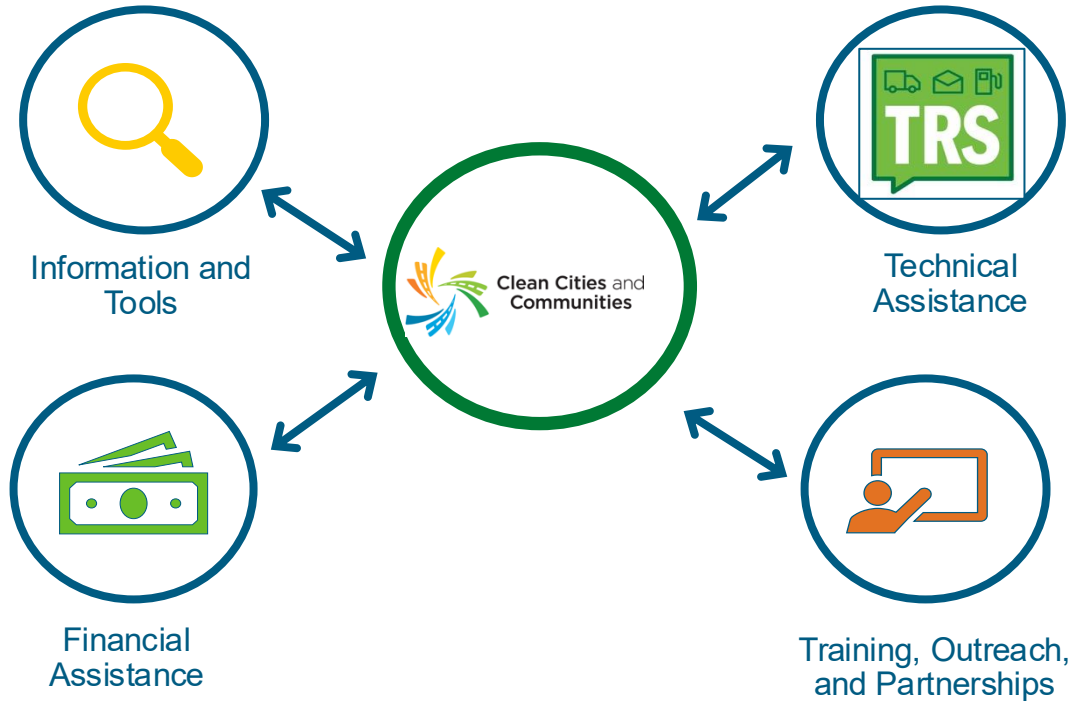 TRS
Clean Cities and
Communities
Information and
Tools
Technical
Assistance
Financial
Assistance
Training, Outreach,
and Partnerships